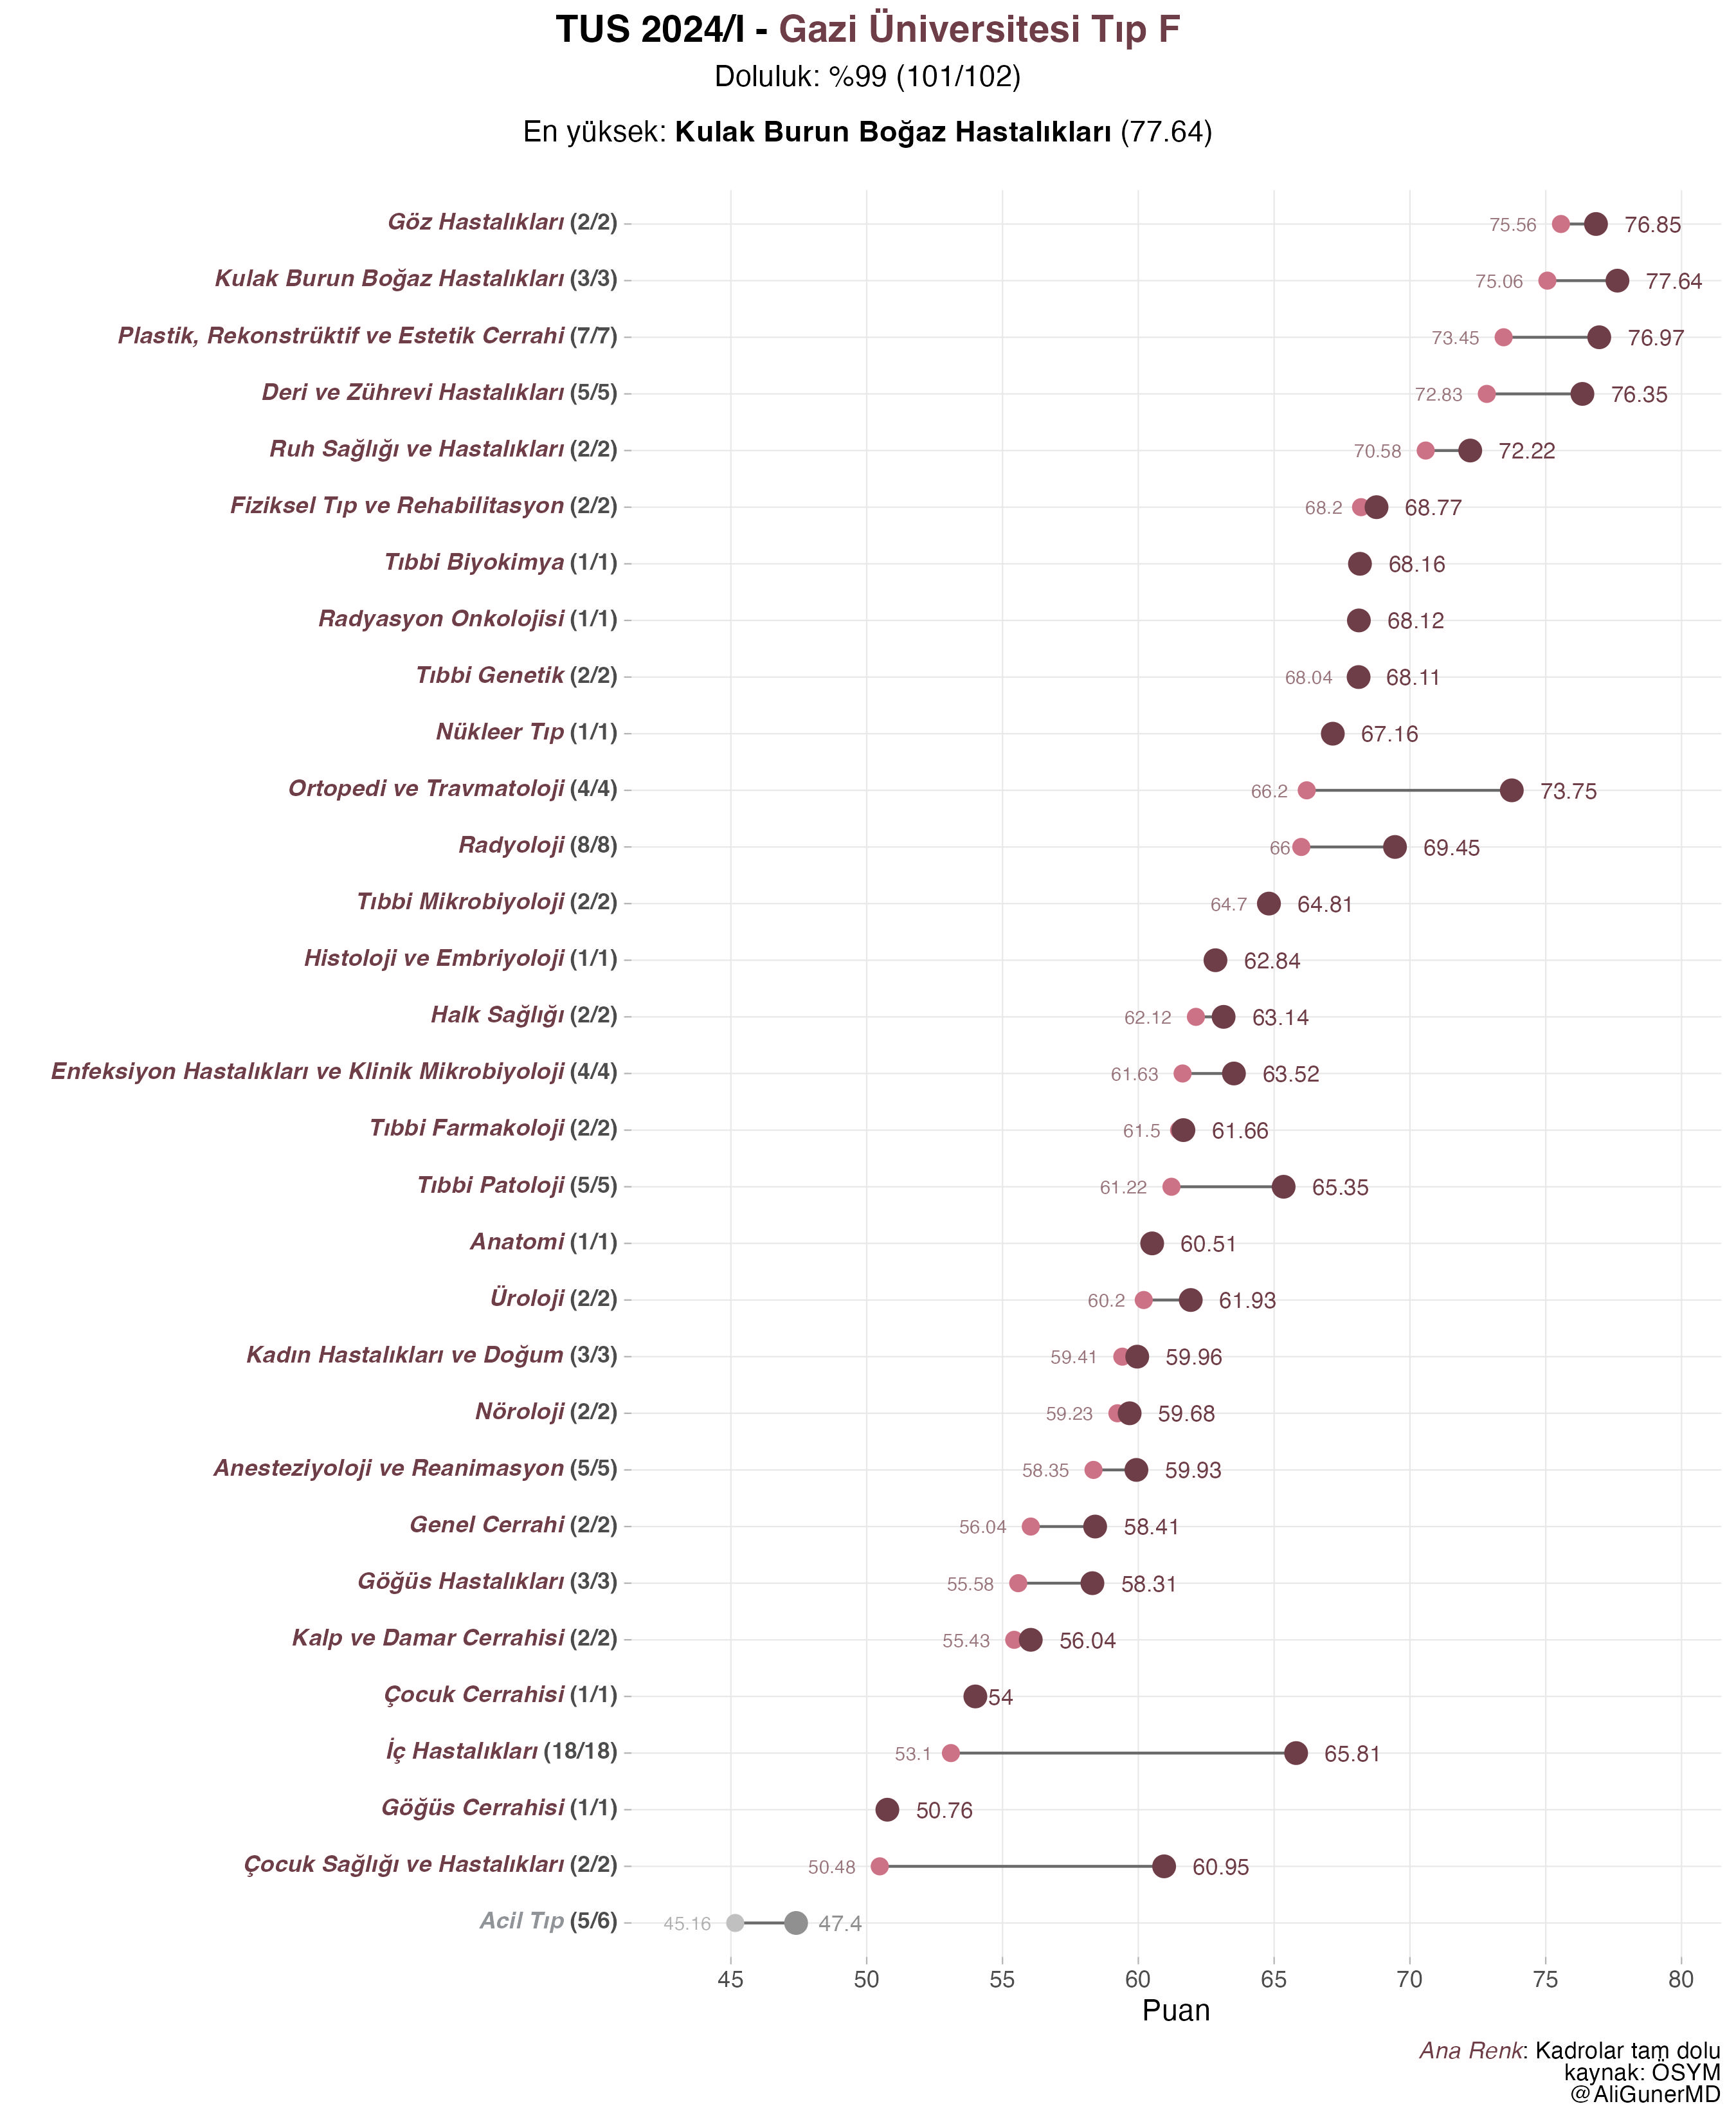 TUS 2024/I - Gazi Üniversitesi Tıp F
Doluluk: %99 (101/102)
En yüksek: Kulak Burun Boğaz Hastalıkları (77.64)
Göz Hastalıkları (2/2) 75.56 76.85
Kulak Burun Boğaz Hastalıkları (3/3) 75.06 77.64
Plastik, Rekonstrüktif ve Estetik Cerrahi (7/7) 73.45 76.97
Deri ve Zührevi Hastalıkları (5/5) 72.83 76.35
Ruh Sağlığı ve Hastalıkları (2/2) 70.58 72.22
Fiziksel Tıp ve Rehabilitasyon (2/2) 68.2 68.77
Tıbbi Biyokimya (1/1) 68.16
Radyasyon Onkolojisi (1/1) 68.12
Tıbbi Genetik (2/2) 68.04 68.11
Nükleer Tıp (1/1) 67.16
Ortopedi ve Travmatoloji (4/4) 66.2 73.75
Radyoloji (8/8) 66 69.45
Tıbbi Mikrobiyoloji (2/2) 64.7 64.81
Histoloji ve Embriyoloji (1/1) 62.84
Halk Sağlığı (2/2) 62.12 63.14
Enfeksiyon Hastalıkları ve Klinik Mikrobiyoloji (4/4) 61.63 63.52
Tıbbi Farmakoloji (2/2) 61.5 61.66
Tıbbi Patoloji (5/5) 61.22 65.35
Anatomi (1/1) 60.51
Üroloji (2/2) 60.2 61.93
Kadın Hastalıkları ve Doğum (3/3) 59.41 59.96
Nöroloji (2/2) 59.23 59.68
Anesteziyoloji ve Reanimasyon (5/5) 58.35 59.93
Genel Cerrahi (2/2) 56.04 58.41
Göğüs Hastalıkları (3/3) 55.58 58.31
Kalp ve Damar Cerrahisi (2/2) 55.43 56.04
Çocuk Cerrahisi (1/1) 54
İç Hastalıkları (18/18) 53.1 65.81
Göğüs Cerrahisi (1/1) 50.76
Çocuk Sağlığı ve Hastalıkları (2/2) 50.48 60.95
Acil Tıp (5/6) 45.16 47.4
45 50 55 60 65 70 75 80
Puan
Ana Renk: Kadrolar tam dolu
kaynak: ÖSYM
@AliGunerMD